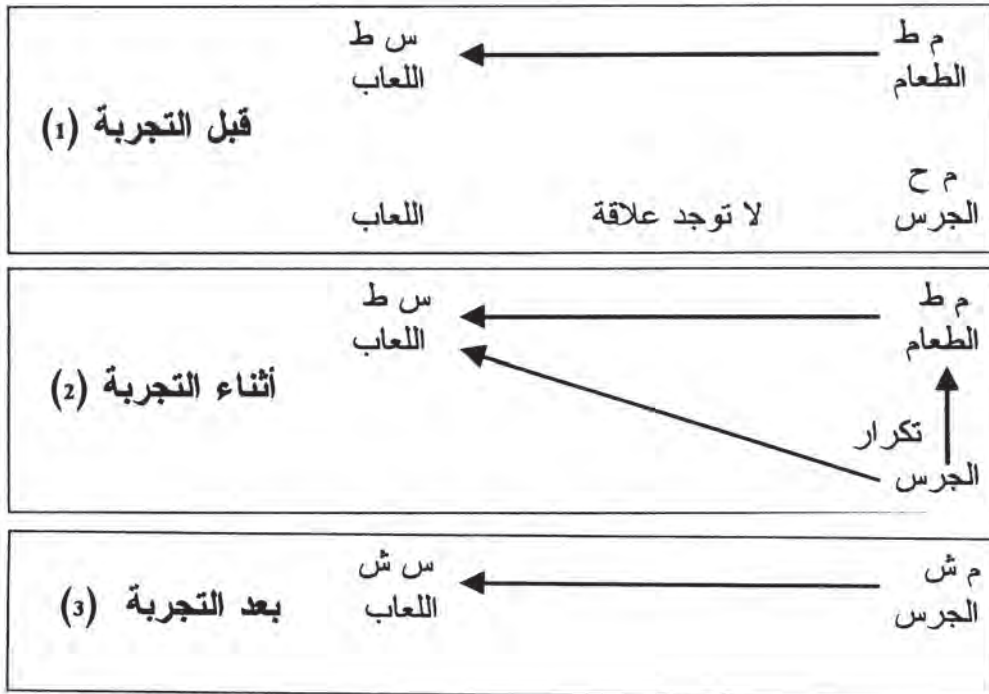 م ط س ط
الطعام اللعاب
قبل التجربة (1)
م ح
الجرس لا توجد علاقة اللعاب
م ط س ط
الطعام اللعاب
أثناء التجربة (2)
تكرار
الجرس
م ش س ش
الجرس اللعاب
بعد التجربة (3)